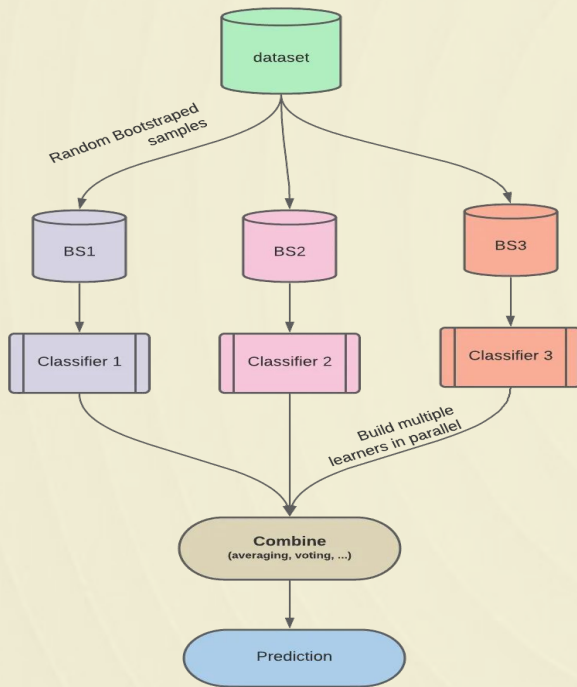 dataset
Random Bootstraped
samples
BS1
BS2
BS3
Classifier 1
Classifier 2
Classifier 3
Build multiple
learners in parallel
Combine
(averaging, voting, ...)
Prediction